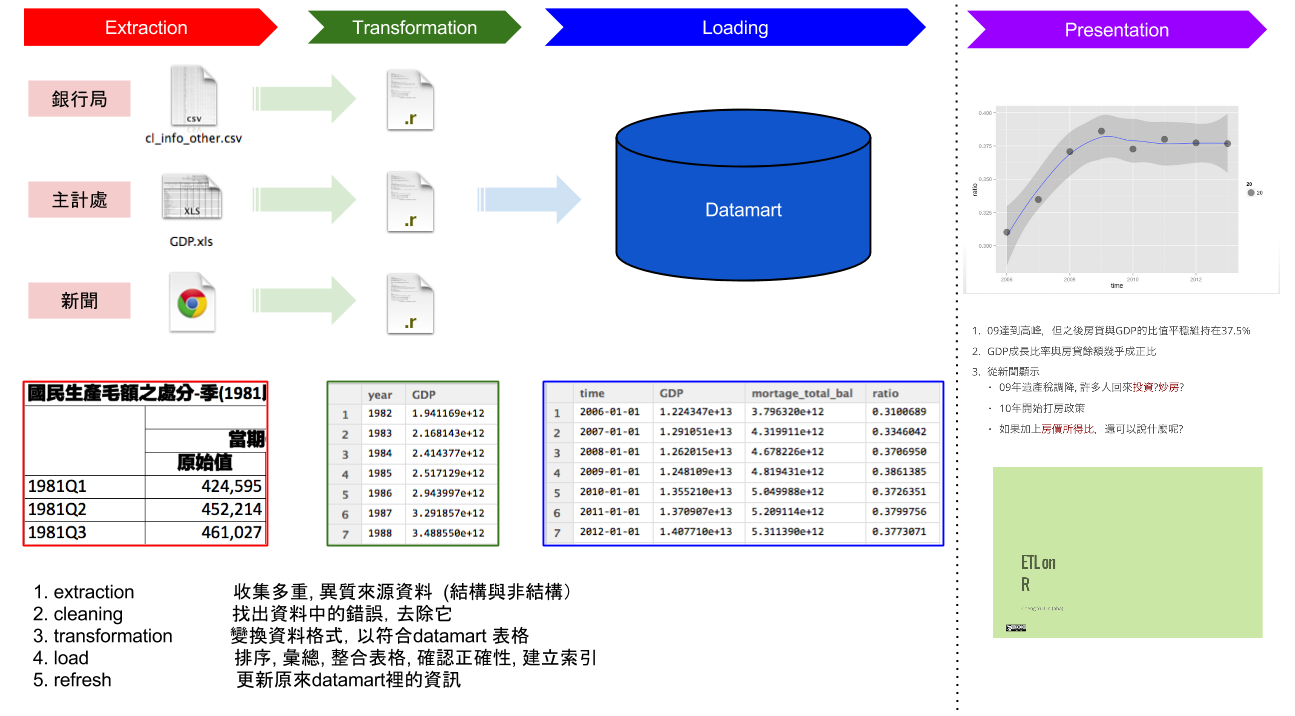 Extraction
Transformation
Loading
Presentation
銀行局
CSV
cl_info_other.csv
.r
主計處
XLS
GDP.xls
.r
新聞
.r
Datamart
ratio
0.400
0.375
0.350
0.325
0.300
2006
2008
2010
2012
time
20
20
1. 09達到高峰, 但之後房貸與GDP的比值平穩維持在37.5%
2. GDP成長比率與房貸餘額幾乎成正比
3. 從新聞顯示
• 09年遺產稅調降, 許多人回來投資?炒房?
• 10年開始打房政策
• 如果加上房價所得比, 還可以說什麼呢?
ETL on
R
國民生產毛額之處分-季(1981
當期
原始值
1981Q1 424,595
1981Q2 452,214
1981Q3 461,027
year GDP
1 1982 1.941169e+12
2 1983 2.168143e+12
3 1984 2.414377e+12
4 1985 2.517129e+12
5 1986 2.943997e+12
6 1987 3.291857e+12
7 1988 3.488550e+12
time GDP mortage_total_bal ratio
1 2006-01-01 1.224347e+13 3.796320e+12 0.3100689
2 2007-01-01 1.291051e+13 4.319911e+12 0.3346042
3 2008-01-01 1.262015e+13 4.678226e+12 0.3706950
4 2009-01-01 1.248109e+13 4.819431e+12 0.3861385
5 2010-01-01 1.355210e+13 5.049988e+12 0.3726351
6 2011-01-01 1.370907e+13 5.209114e+12 0.3799756
7 2012-01-01 1.407710e+13 5.311390e+12 0.3773071
1. extraction 收集多重, 異質來源資料 (結構與非結構)
2. cleaning 找出資料中的錯誤, 去除它
3. transformation 變換資料格式, 以符合datamart 表格
4. load 排序, 彙總, 整合表格, 確認正確性, 建立索引
5. refresh 更新原來datamart裡的資訊